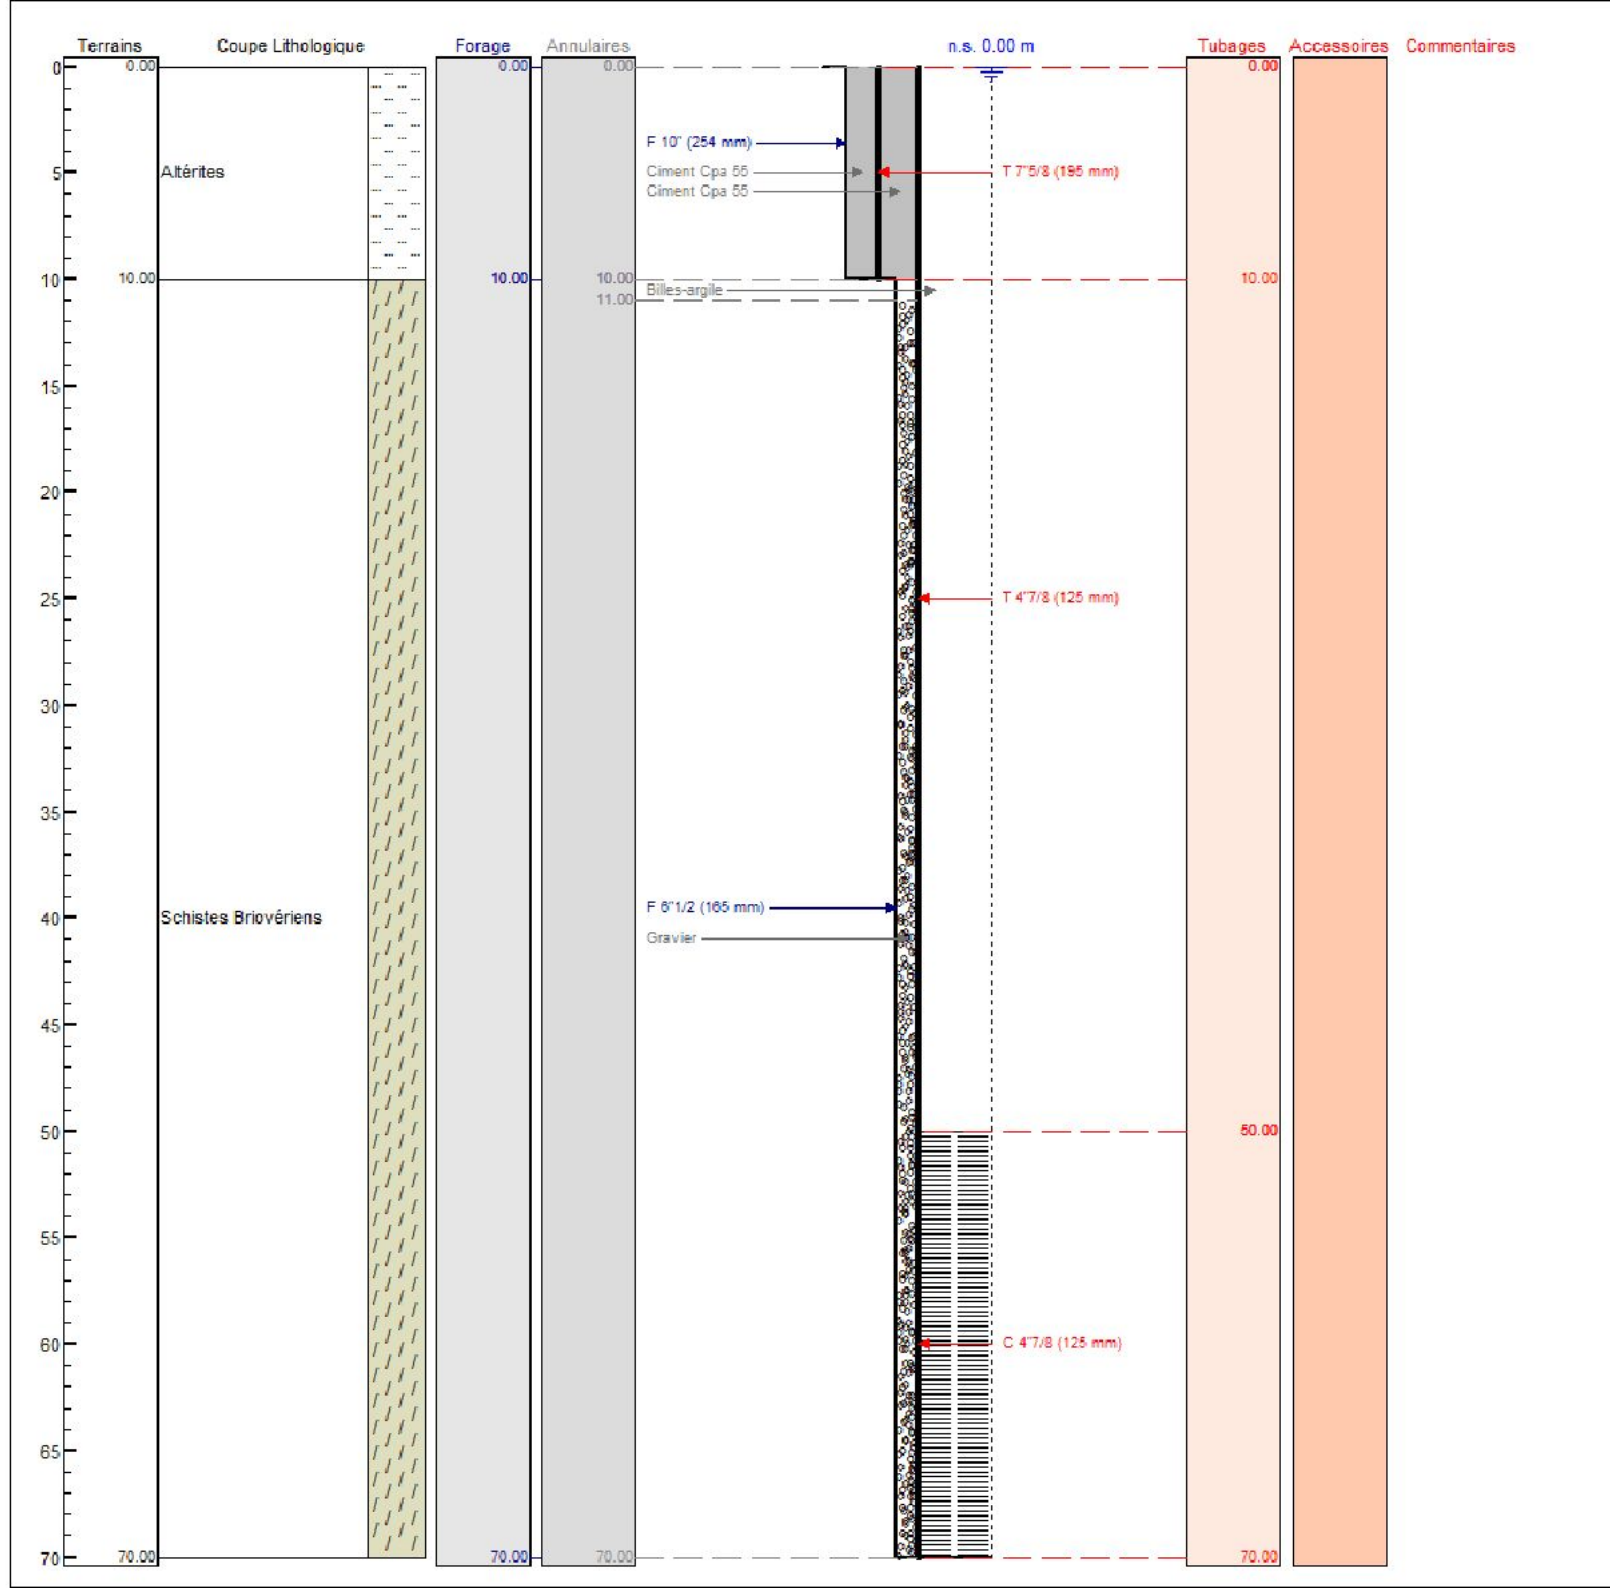 Terrains Coupe Lithologique Forage Annulaires n.s. 0.00 m Tubages Accessoires Commentaires
0 0.00 0.00 0.00 0.00
F 10" (254 mm)
5 Altérites Ciment Cpa 55 T 7"5/8 (195 mm)
Ciment Cpa 55
10 10.00 10.00 10.00 10.00
Billes-argile
11.00
15
20
25 T 4"7/8 (125 mm)
30
35
F 6"1/2 (165 mm)
40 Schistes Briovériens
Gravier
45
50 50.00
55
60 C 4"7/8 (125 mm)
65
70 70.00 70.00 70.00 70.00